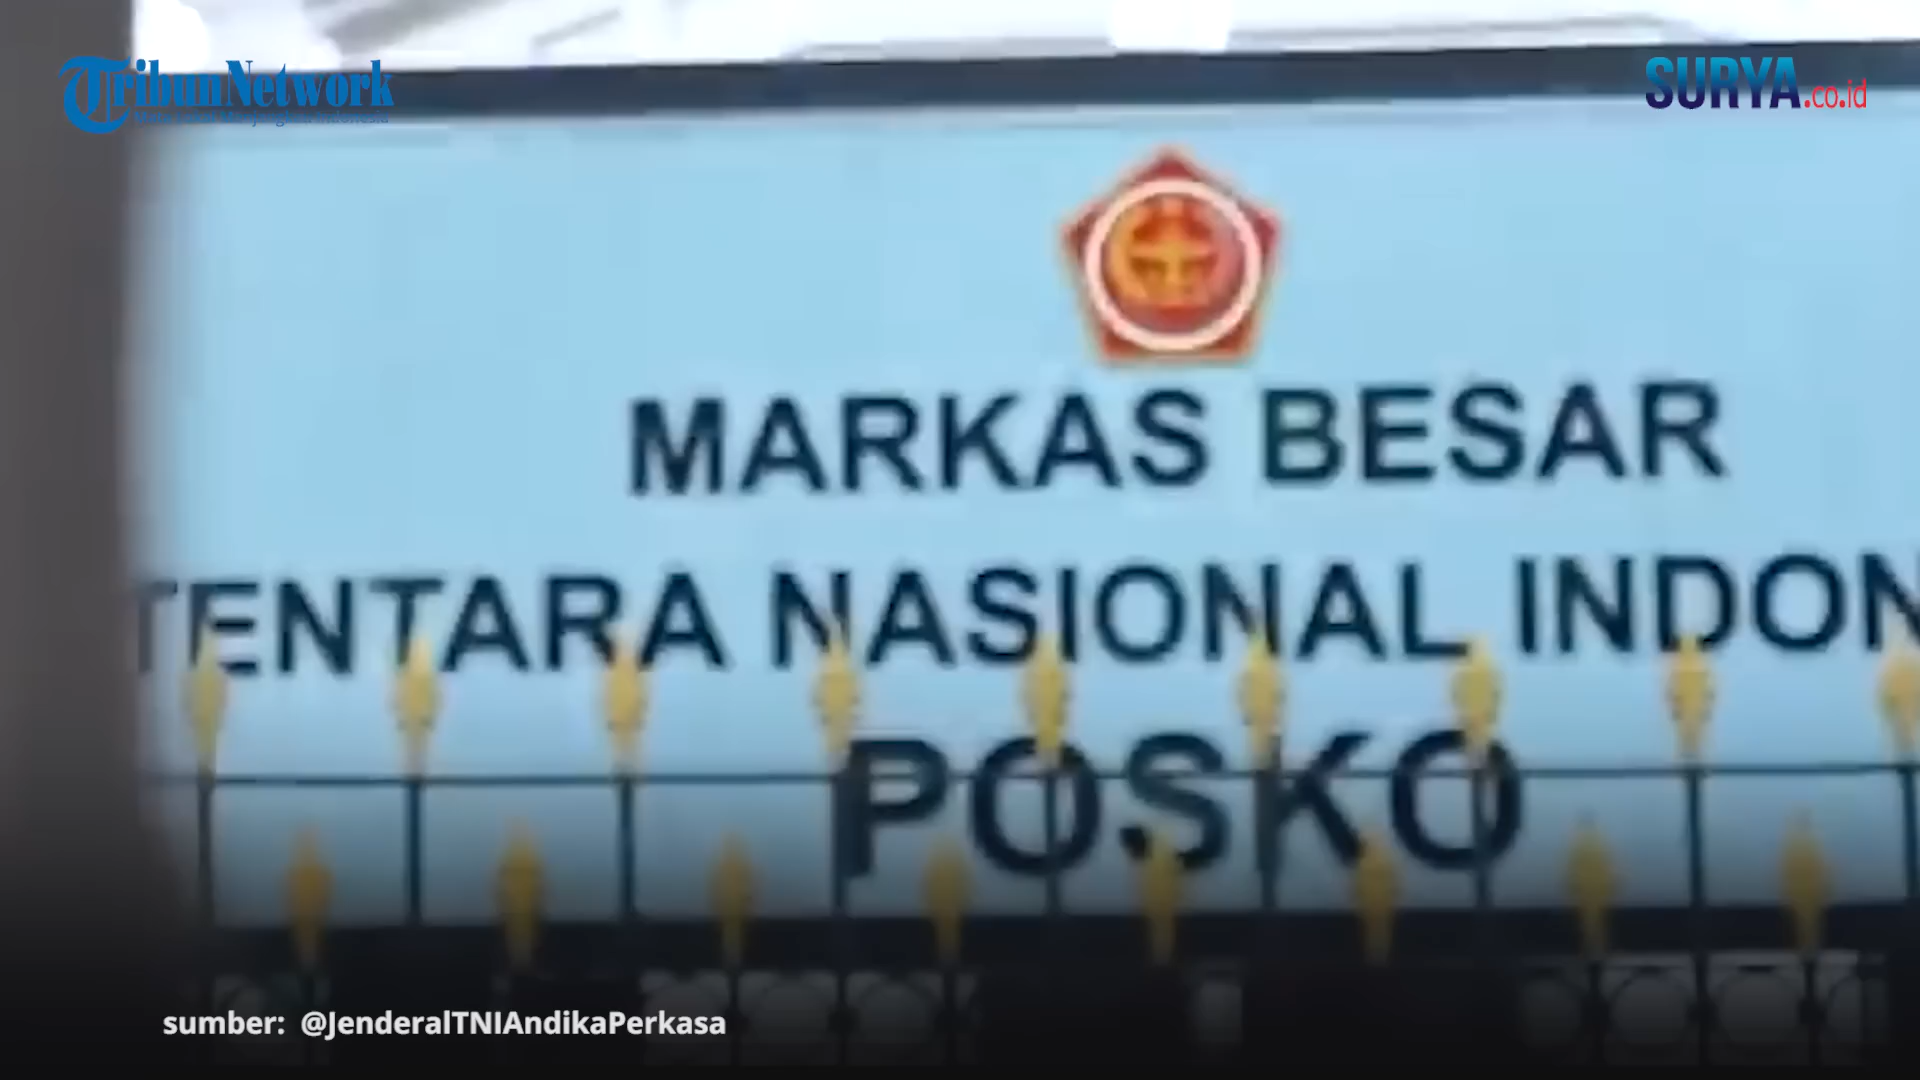 TribunNetwork
SURYA.co.id
MARKAS BESAR
TENTARA NASIONAL INDON
POSKO
sumber: @JenderalTNIAndikaPerkasa